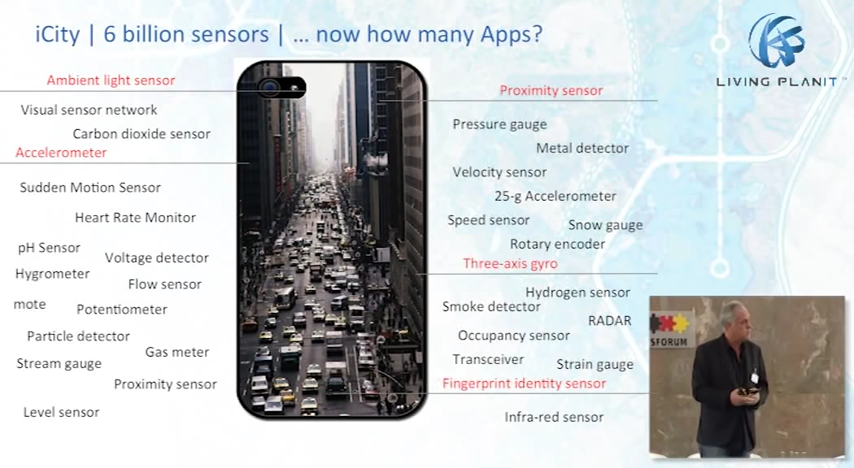 iCity | 6 billion sensors | ... now how many Apps?
LIVING PLANIT™
Ambient light sensor
Visual sensor network
Carbon dioxide sensor
Accelerometer
Sudden Motion Sensor
Heart Rate Monitor
pH Sensor
Voltage detector
Hygrometer
Flow sensor
mote
Potentiometer
Particle detector
Gas meter
Stream gauge
Proximity sensor
Level sensor
Proximity sensor
Pressure gauge
Metal detector
Velocity sensor
25-g Accelerometer
Speed sensor
Snow gauge
Rotary encoder
Three-axis gyro
Hydrogen sensor
Smoke detector
RADAR
Occupancy sensor
Transceiver
Strain gauge
Fingerprint identity sensor
Infra-red sensor
SFORUM